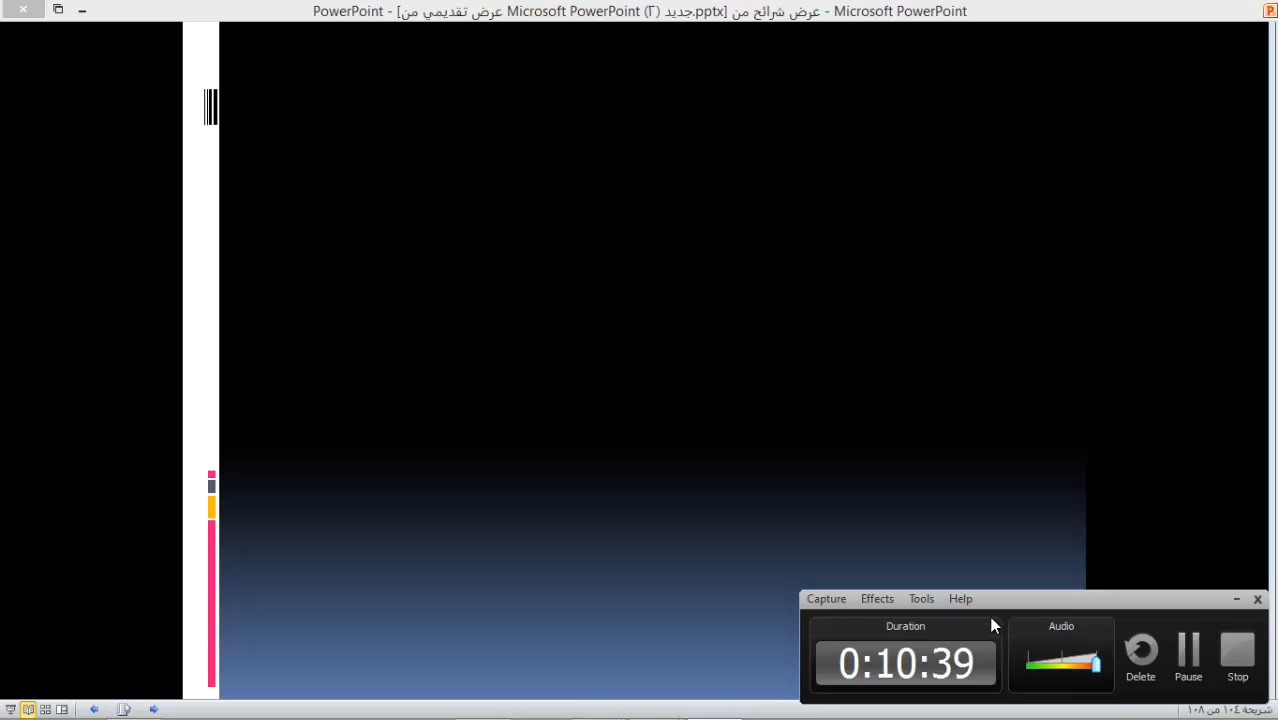 PowerPoint - [عرض تقديمي من Microsoft PowerPoint (٢) جديد.pptx] عرض شرائح من - Microsoft PowerPoint
Capture Effects Tools Help
Duration
Audio
0:10:39
Delete Pause Stop
شريحة ١٠٤ من ١٠٨